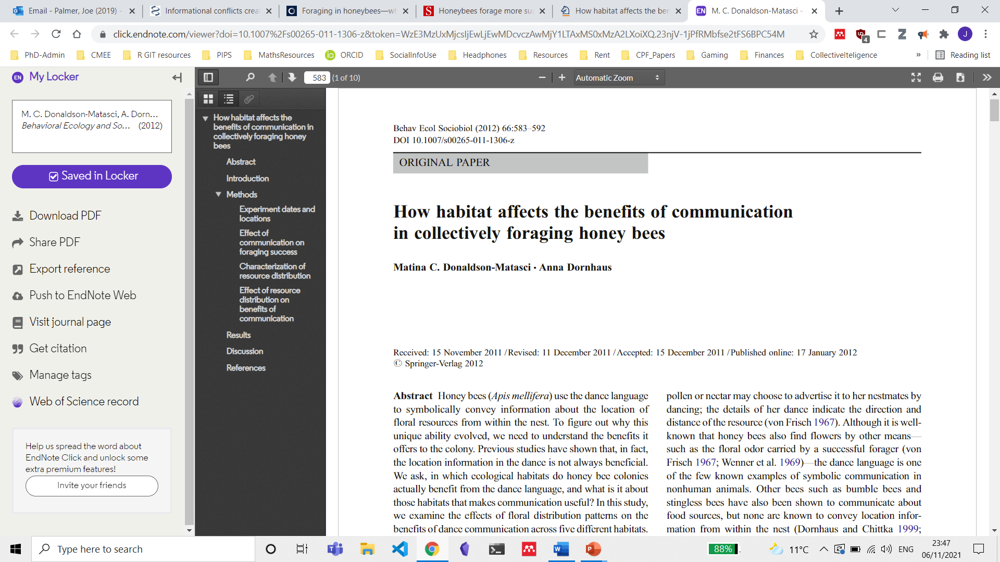 Email - Palmer, Joe (2019) -
Informational conflicts crea
Foraging in honeybees—wh
Honeybees forage more su
How habitat affects the ben
M. C. Donaldson-Matasci -
click.endnote.com/viewer?doi=10.1007%2Fs00265-011-1306-z&token=WzE3MzUxMjcsIjEwLjEwMDcvczAwMjY1LTAxMS0xMzA2LXoiXQ.23njV-1jPfRMbfse2tFS6BPC54M
4
J
PhD-Admin
CMEE
R GIT resources
PIPS
MathsResources
ORCID
SocialInfoUse
Headphones
Resources
Rent
CPF_Papers
Gaming
Finances
CollectiveIteligence
»
Reading list
EN My Locker
583 (1 of 10)
Automatic Zoom
M. C. Donaldson-Matasci, A. Dorn...
Behavioral Ecology and So... (2012)
Saved in Locker
Download PDF
Share PDF
Export reference
Push to EndNote Web
Visit journal page
Get citation
Manage tags
Web of Science record
Help us spread the word about
EndNote Click and unlock some
extra premium features!
Invite your friends
How habitat affects the
benefits of communication in
collectively foraging honey
bees
Abstract
Introduction
Methods
Experiment dates and
locations
Effect of
communication on
foraging success
Characterization of
resource distribution
Effect of resource
distribution on
benefits of
communication
Results
Discussion
References
Behav Ecol Sociobiol (2012) 66:583–592
DOI 10.1007/s00265-011-1306-z
ORIGINAL PAPER
How habitat affects the benefits of communication
in collectively foraging honey bees
Matina C. Donaldson-Matasci · Anna Dornhaus
Received: 15 November 2011 / Revised: 11 December 2011 / Accepted: 15 December 2011 / Published online: 17 January 2012
© Springer-Verlag 2012
Abstract Honey bees (Apis mellifera) use the dance language
to symbolically convey information about the location of
floral resources from within the nest. To figure out why this
unique ability evolved, we need to understand the benefits it
offers to the colony. Previous studies have shown that, in fact,
the location information in the dance is not always beneficial.
We ask, in which ecological habitats do honey bee colonies
actually benefit from the dance language, and what is it about
those habitats that makes communication useful? In this study,
we examine the effects of floral distribution patterns on the
benefits of dance communication across five different habitats.
pollen or nectar may choose to advertise it to her nestmates by
dancing; the details of her dance indicate the direction and
distance of the resource (von Frisch 1967). Although it is well-
known that honey bees also find flowers by other means—
such as the floral odor carried by a successful forager (von
Frisch 1967; Wenner et al. 1969)—the dance language is one
of the few known examples of symbolic communication in
nonhuman animals. Other bees such as bumble bees and
stingless bees have also been shown to communicate about
food sources, but none are known to convey location infor-
mation from within the nest (Dornhaus and Chittka 1999;
Type here to search
88%
11°C
ENG
23:47
06/11/2021